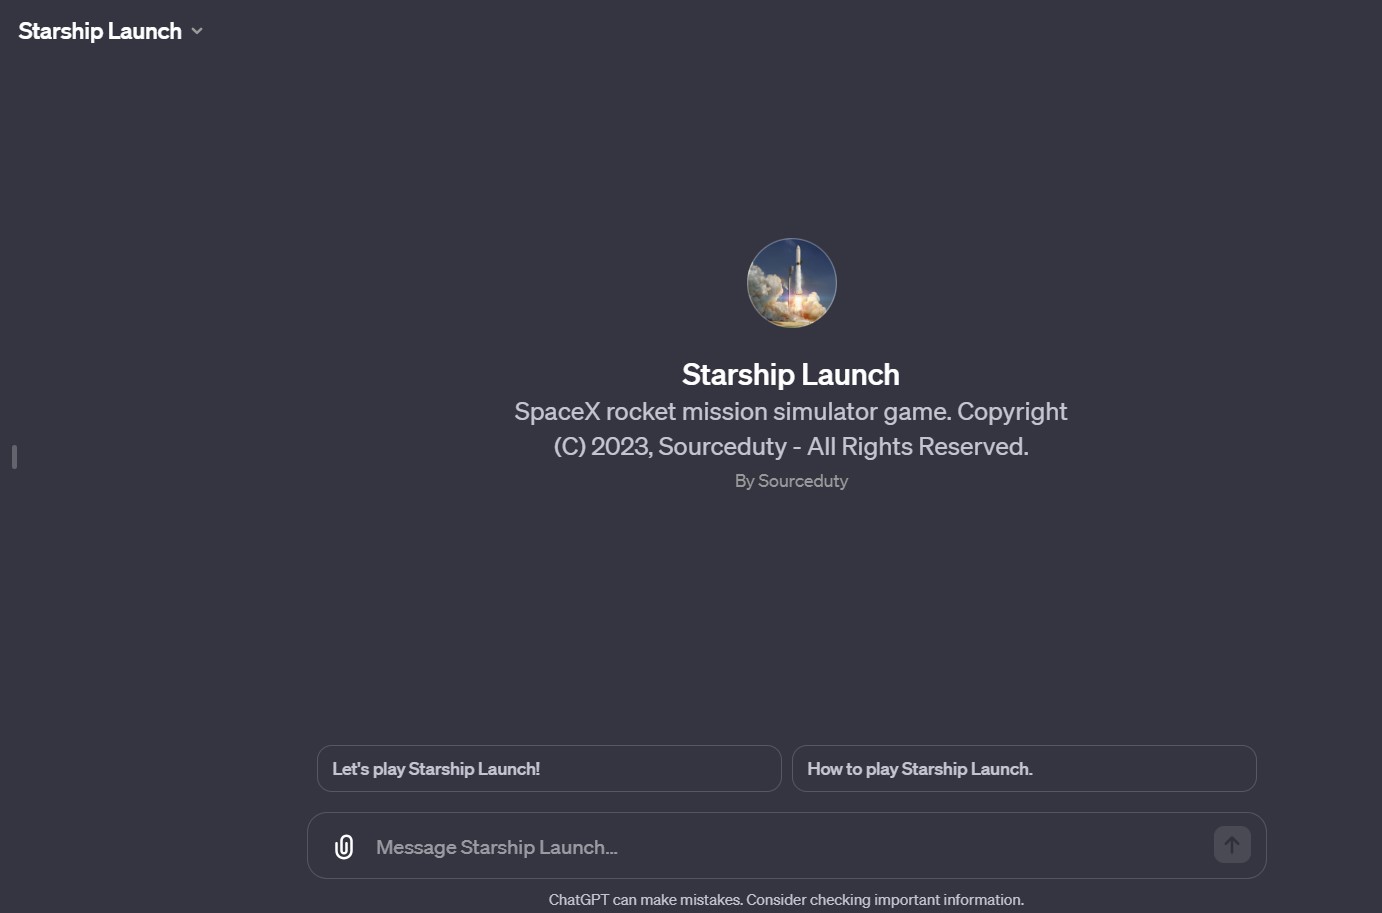 Starship Launch
Starship Launch
SpaceX rocket mission simulator game. Copyright
(C) 2023, Sourceduty - All Rights Reserved.
By Sourceduty
Let's play Starship Launch!
How to play Starship Launch.
Message Starship Launch...
ChatGPT can make mistakes. Consider checking important information.